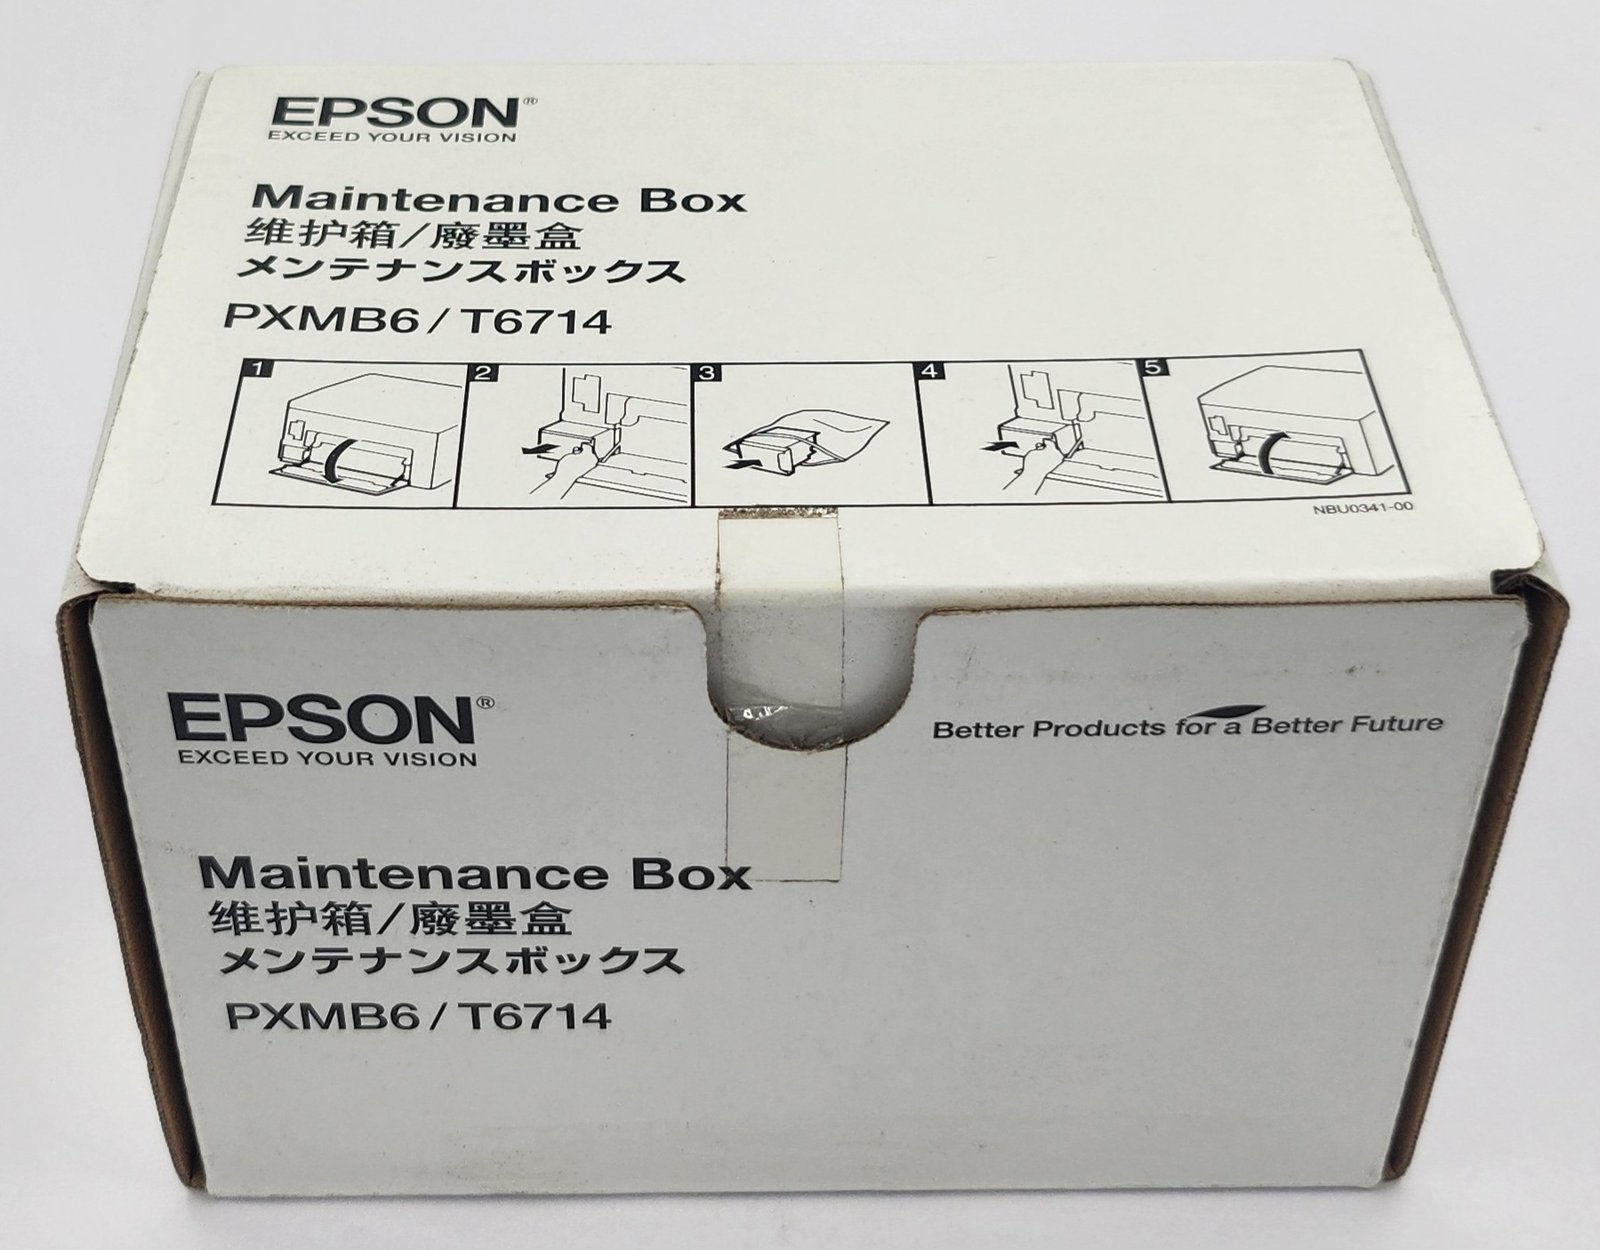 EPSON®
EXCEED YOUR VISION
Maintenance Box
维护箱/廢墨盒
メンテナンスボックス
PXMB6/T6714
1 2 3 4 5
NBU0341-00
EPSON®
EXCEED YOUR VISION
Better Products for a Better Future
Maintenance Box
维护箱/廢墨盒
メンテナンスボックス
PXMB6/T6714